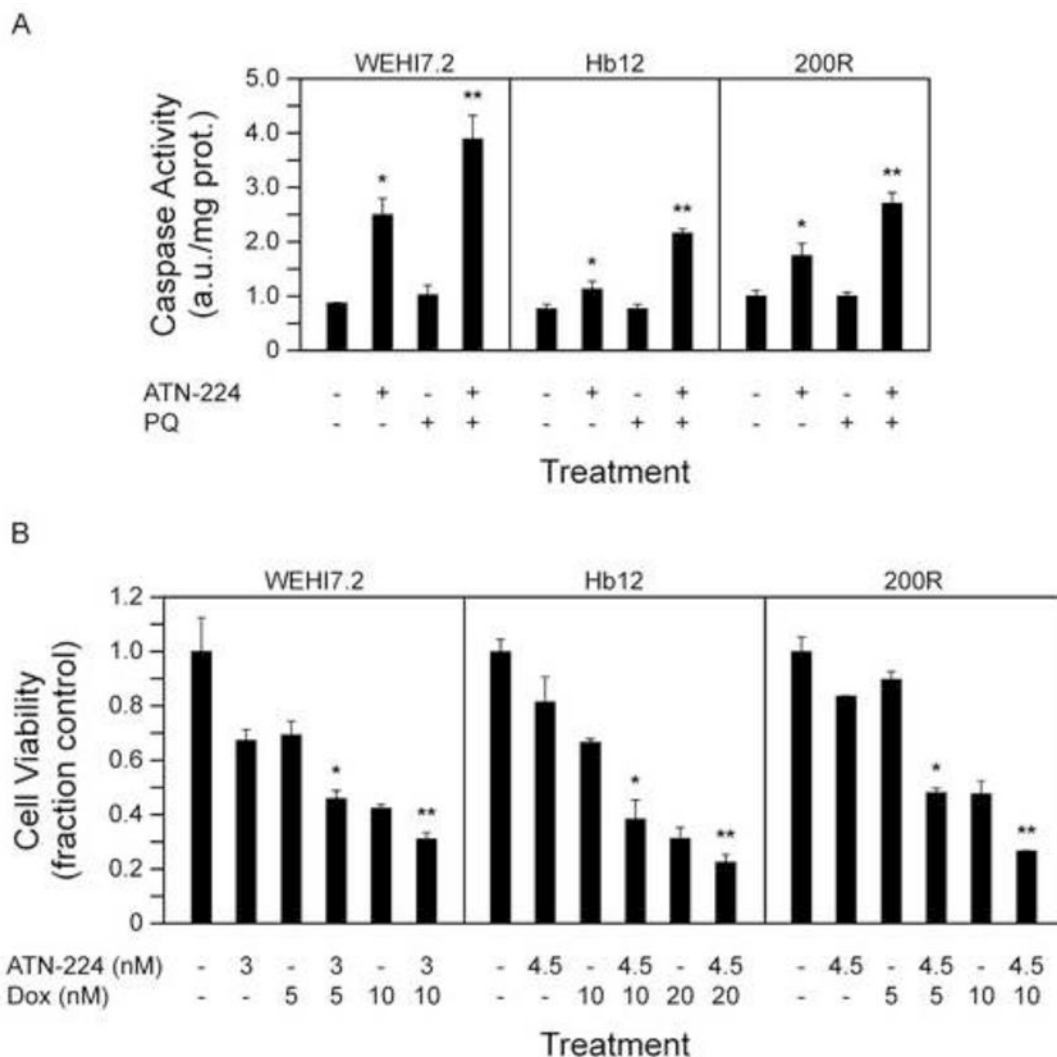 A
WEHI7.2 Hb12 200R
5.0
4.0
3.0
2.0
1.0
0
Caspase Activity
(a.u./mg prot.)
* ** * ** * **
ATN-224 - + - + - + - + - + - +
PQ - - + + - - + + - - + +
Treatment
B
WEHI7.2 Hb12 200R
1.2
1.0
0.8
0.6
0.4
0.2
0
Cell Viability
(fraction control)
* ** * ** * **
ATN-224 (nM) - 3 - 3 - 3 - 4.5 - 4.5 - 4.5 - 4.5 - 4.5 - 4.5
Dox (nM) - - 5 5 10 10 - - 10 10 20 20 - - 5 5 10 10
Treatment